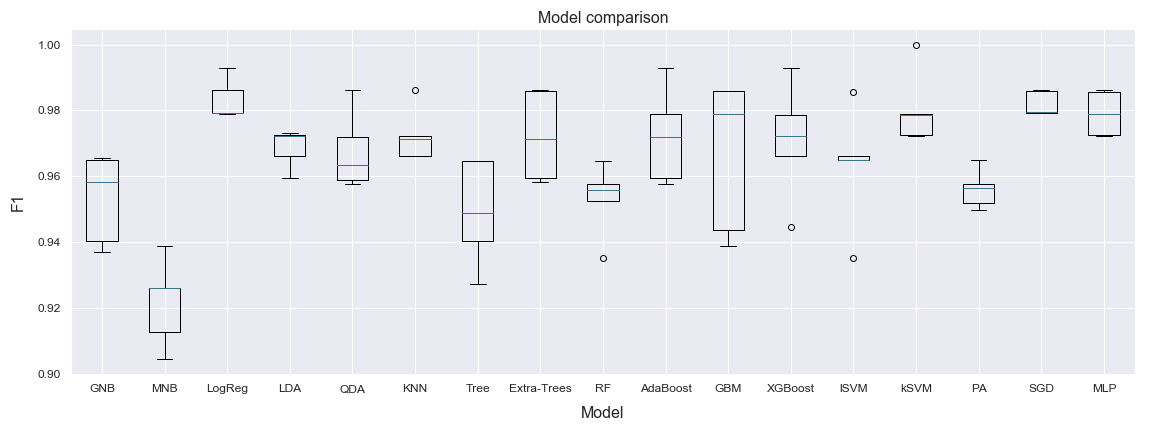 Model comparison
F1
1.00
0.98
0.96
0.94
0.92
0.90
GNB MNB LogReg LDA QDA KNN Tree Extra-Trees RF AdaBoost GBM XGBoost lSVM kSVM PA SGD MLP
Model